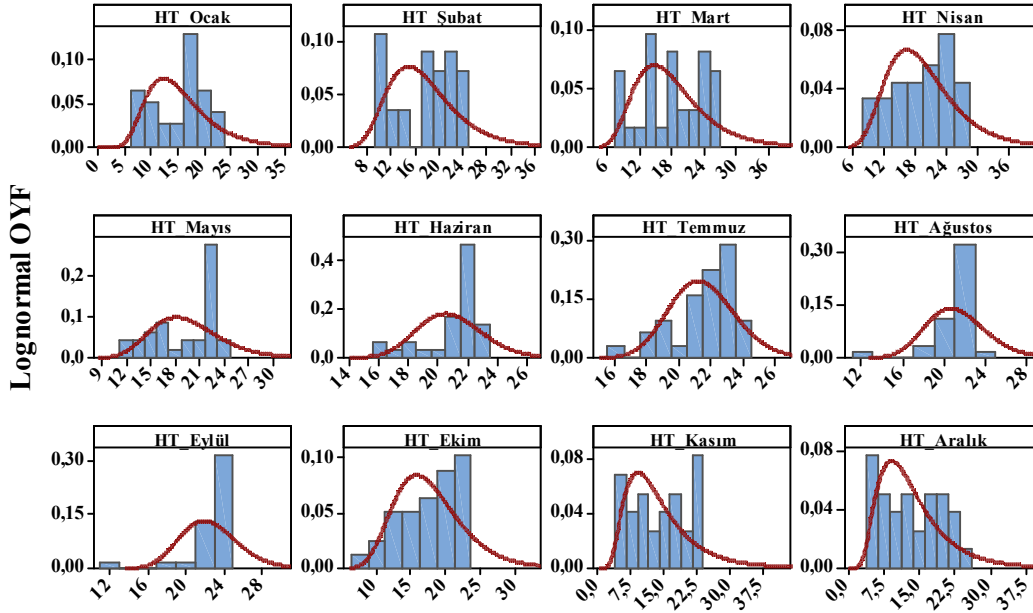 Lognormal OYF
HT_Ocak
0,10
0,05
0,00
0 5 10 15 20 25 30 35
HT_Şubat
0,10
0,05
0,00
8 12 16 20 24 28 32 36
HT_Mart
0,10
0,05
0,00
6 12 18 24 30 36
HT_Nisan
0,08
0,04
0,00
6 12 18 24 30 36
HT_Mayıs
0,2
0,1
0,0
9 12 15 18 21 24 27 30
HT_Haziran
0,4
0,2
0,0
14 16 18 20 22 24 26
HT_Temmuz
0,30
0,15
0,00
16 18 20 22 24 26
HT_Ağustos
0,30
0,15
0,00
12 16 20 24 28
HT_Eylül
0,30
0,15
0,00
12 16 20 24 28
HT_Ekim
0,10
0,05
0,00
10 15 20 25 30
HT_Kasım
0,08
0,04
0,00
0,0 7,5 15,0 22,5 30,0 37,5
HT_Aralık
0,08
0,04
0,00
0,0 7,5 15,0 22,5 30,0 37,5